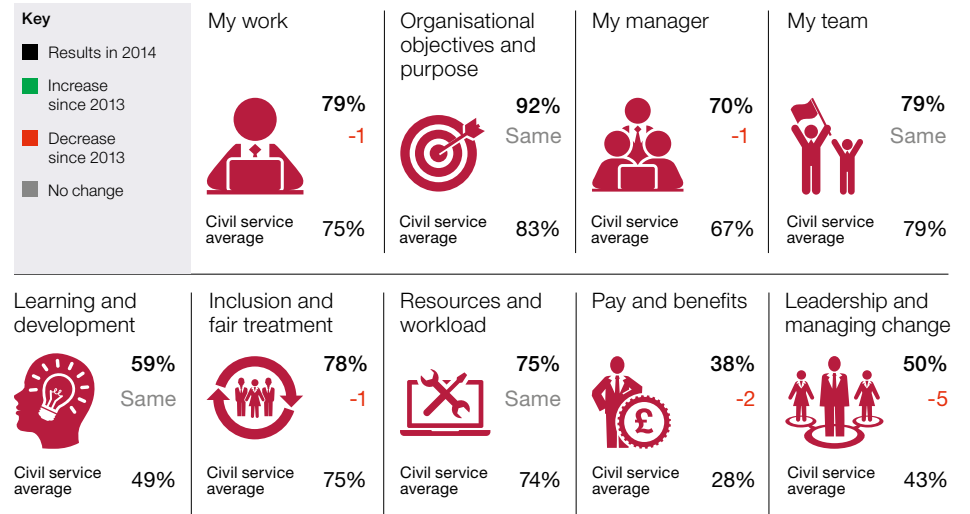 Key
Results in 2014
Increase
since 2013
Decrease
since 2013
No change
My work
79%
-1
Civil service
average
75%
Organisational
objectives and
purpose
92%
Same
Civil service
average
83%
My manager
70%
-1
Civil service
average
67%
My team
79%
Same
Civil service
average
79%
Learning and
development
59%
Same
Civil service
average
49%
Inclusion and
fair treatment
78%
-1
Civil service
average
75%
Resources and
workload
75%
Same
Civil service
average
74%
Pay and benefits
38%
-2
£
Civil service
average
28%
Leadership and
managing change
50%
-5
Civil service
average
43%